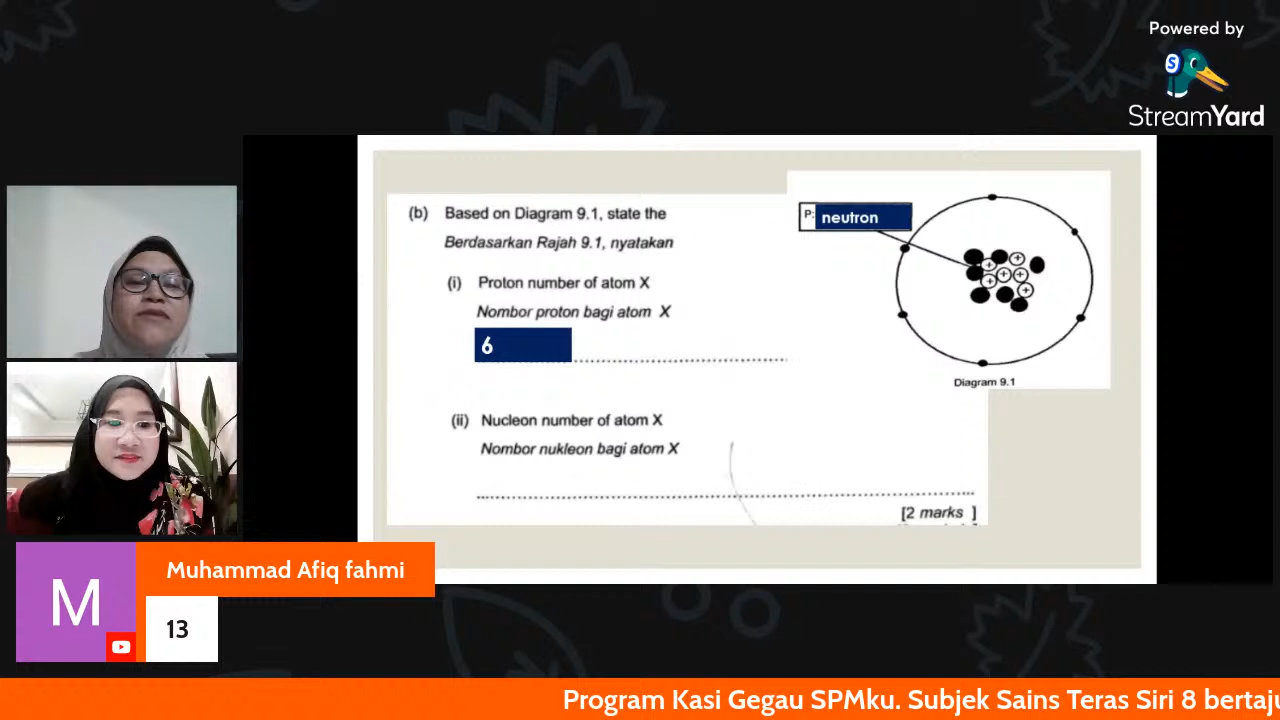 Powered by
StreamYard
(b) Based on Diagram 9.1, state the
Berdasarkan Rajah 9.1, nyatakan
(i) Proton number of atom X
Nombor proton bagi atom X
6
(ii) Nucleon number of atom X
Nombor nukleon bagi atom X
[2 marks ]
P: neutron
Diagram 9.1
M
Muhammad Afiq fahmi
13
Program Kasi Gegau SPMku. Subjek Sains Teras Siri 8 bertaju